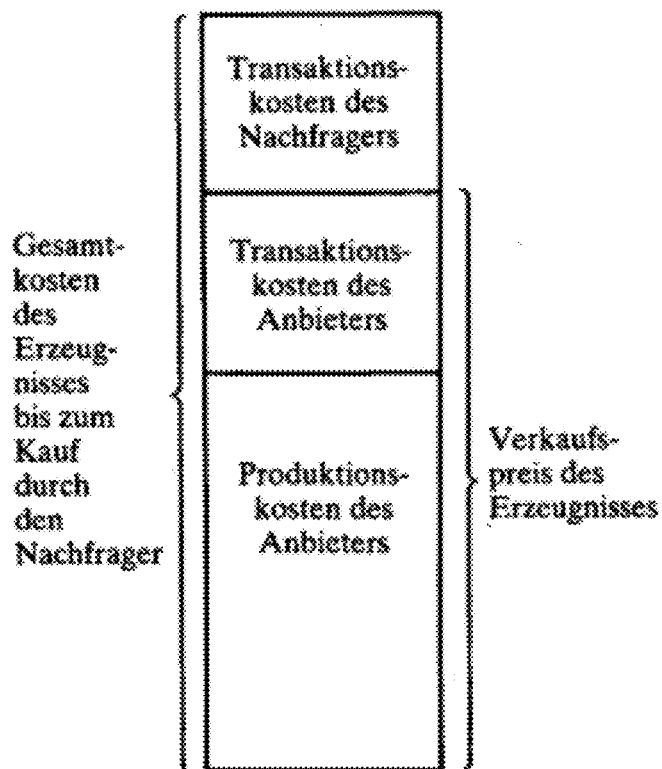 Transaktions-
kosten des
Nachfragers
Gesamt-
kosten
des
Erzeug-
nisses
bis zum
Kauf
durch
den
Nachfrager
Transaktions-
kosten des
Anbieters
Produktions-
kosten des
Anbieters
Verkaufs-
preis des
Erzeugnisses